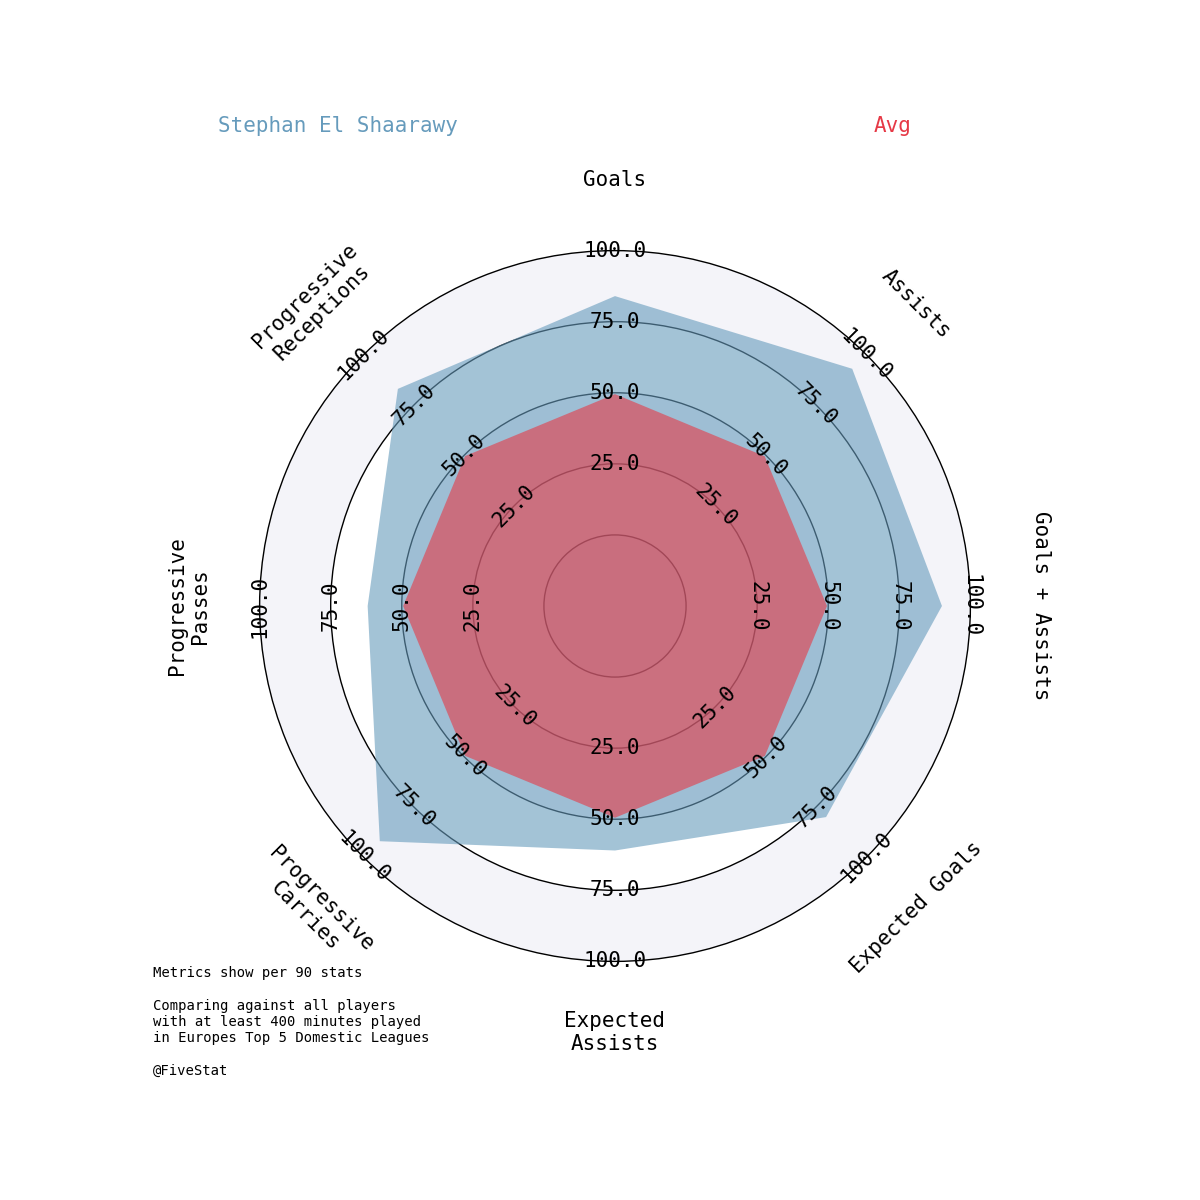 Stephan El Shaarawy
Avg
Goals
100.0
75.0
50.0
25.0
Assists
100.0
75.0
50.0
25.0
Goals + Assists
100.0
75.0
50.0
25.0
Expected Goals
100.0
75.0
50.0
25.0
Expected
Assists
100.0
75.0
50.0
25.0
Progressive
Carries
100.0
75.0
50.0
25.0
Progressive
Passes
100.0
75.0
50.0
25.0
Progressive
Receptions
100.0
75.0
50.0
25.0
Metrics show per 90 stats
Comparing against all players
with at least 400 minutes played
in Europes Top 5 Domestic Leagues
@FiveStat